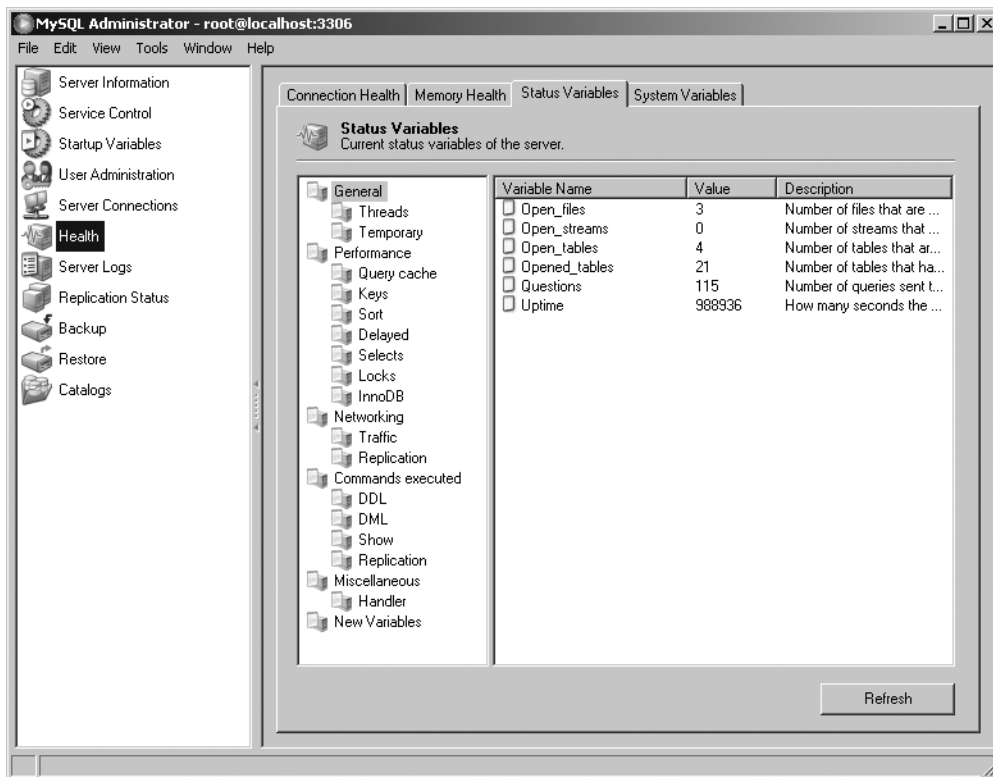 MySQL Administrator - root@localhost:3306
File Edit View Tools Window Help
Server Information
Service Control
Startup Variables
User Administration
Server Connections
Health
Server Logs
Replication Status
Backup
Restore
Catalogs
Connection Health Memory Health Status Variables System Variables
Status Variables
Current status variables of the server.
General
Threads
Temporary
Performance
Query cache
Keys
Sort
Delayed
Selects
Locks
InnoDB
Networking
Traffic
Replication
Commands executed
DDL
DML
Show
Replication
Miscellaneous
Handler
New Variables
Variable Name Value Description
Open_files 3 Number of files that are ...
Open_streams 0 Number of streams that ...
Open_tables 4 Number of tables that ar...
Opened_tables 21 Number of tables that ha...
Questions 115 Number of queries sent t...
Uptime 988936 How many seconds the ...
Refresh